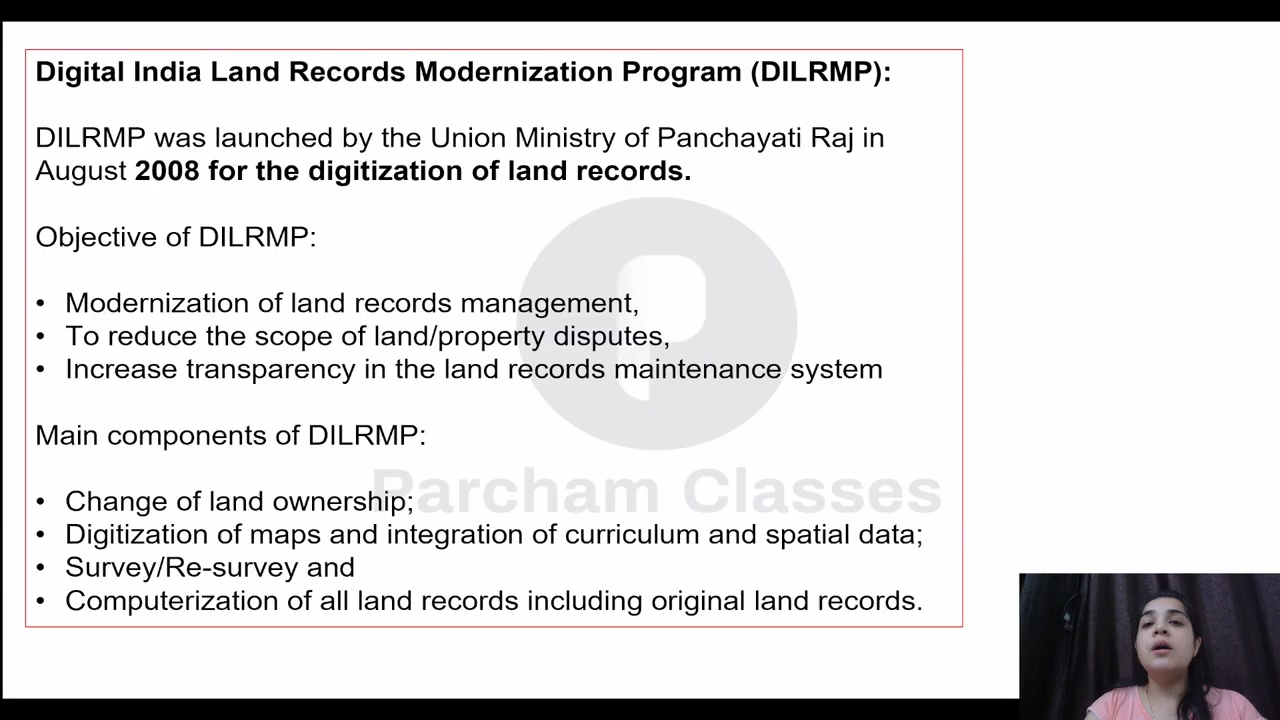 Digital India Land Records Modernization Program (DILRMP):
DILRMP was launched by the Union Ministry of Panchayati Raj in
August 2008 for the digitization of land records.
Objective of DILRMP:
• Modernization of land records management,
• To reduce the scope of land/property disputes,
• Increase transparency in the land records maintenance system
Main components of DILRMP:
Parcham Classes
• Change of land ownership;
• Digitization of maps and integration of curriculum and spatial data;
• Survey/Re-survey and
• Computerization of all land records including original land records.